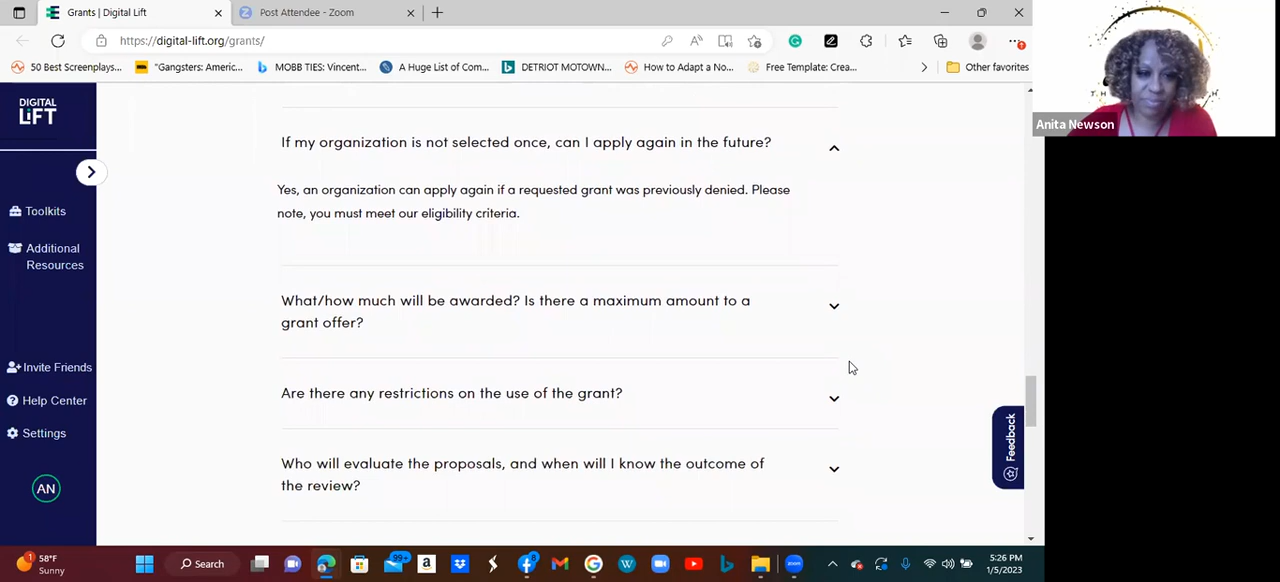 Grants | Digital Lift
Post Attendee - Zoom
https://digital-lift.org/grants/
50 Best Screenplays...
"Gangsters: Americ...
MOBB TIES: Vincent...
A Huge List of Com...
DETRIOT MOTOWN...
How to Adapt a No...
Free Template: Crea...
Other favorites
DIGITAL
LiFT
Toolkits
Additional
Resources
Invite Friends
Help Center
Settings
AN
If my organization is not selected once, can I apply again in the future?
Yes, an organization can apply again if a requested grant was previously denied. Please
note, you must meet our eligibility criteria.
What/how much will be awarded? Is there a maximum amount to a
grant offer?
Are there any restrictions on the use of the grant?
Who will evaluate the proposals, and when will I know the outcome of
the review?
Feedback
Anita Newson
1
58°F
Sunny
Search
99+
8
zoom
5:26 PM
1/5/2023